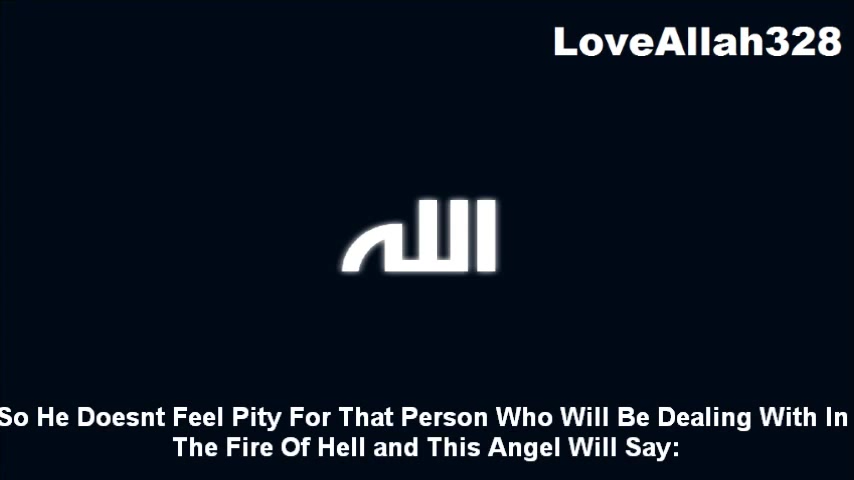 LoveAllah328
الله
So He Doesnt Feel Pity For That Person Who Will Be Dealing With In
The Fire Of Hell and This Angel Will Say: